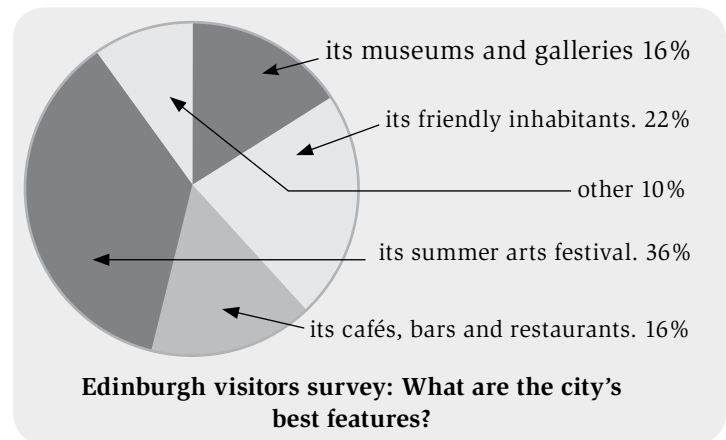 its museums and galleries 16%
its friendly inhabitants. 22%
other 10%
its summer arts festival. 36%
its cafés, bars and restaurants. 16%
Edinburgh visitors survey: What are the city's
best features?